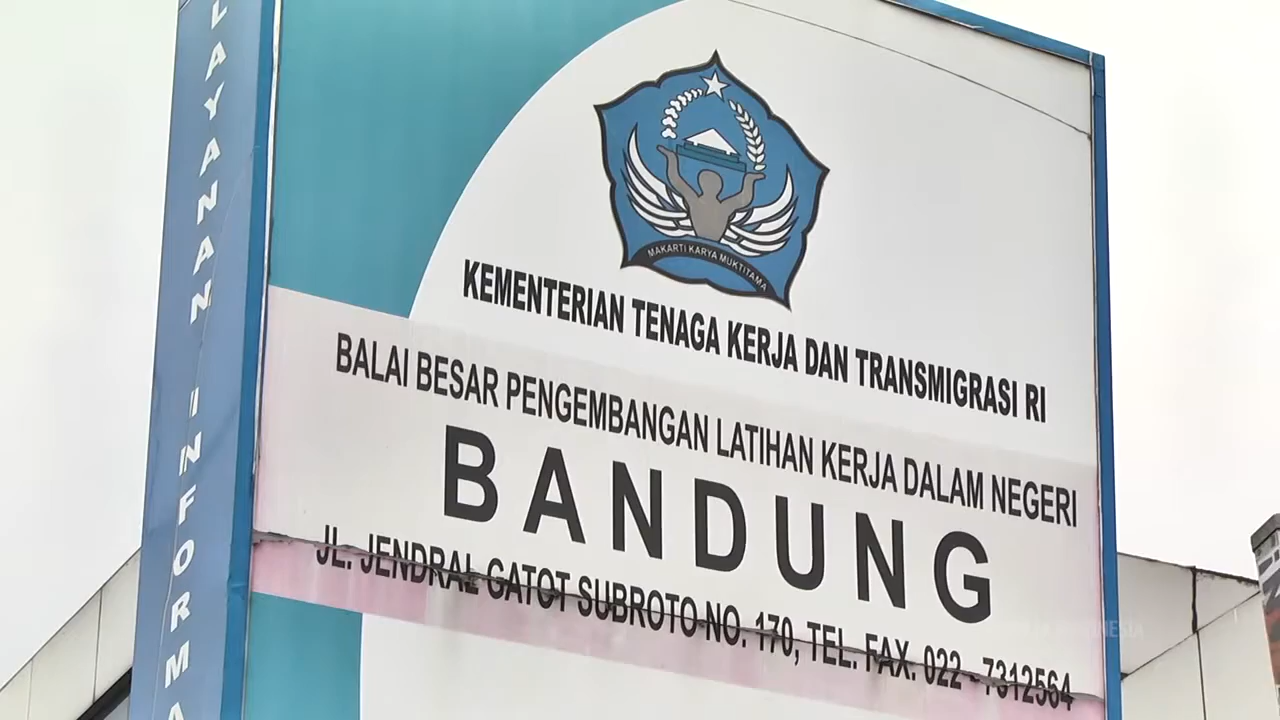 LAYANAN INFORMA
MAKARTI KARYA MUKTITAMA
KEMENTERIAN TENAGA KERJA DAN TRANSMIGRASI RI
BALAI BESAR PENGEMBANGAN LATIHAN KERJA DALAM NEGERI
BANDUNG
JL. JENDRAL GATOT SUBROTO NO. 170, TEL. FAX. 022 - 7312564